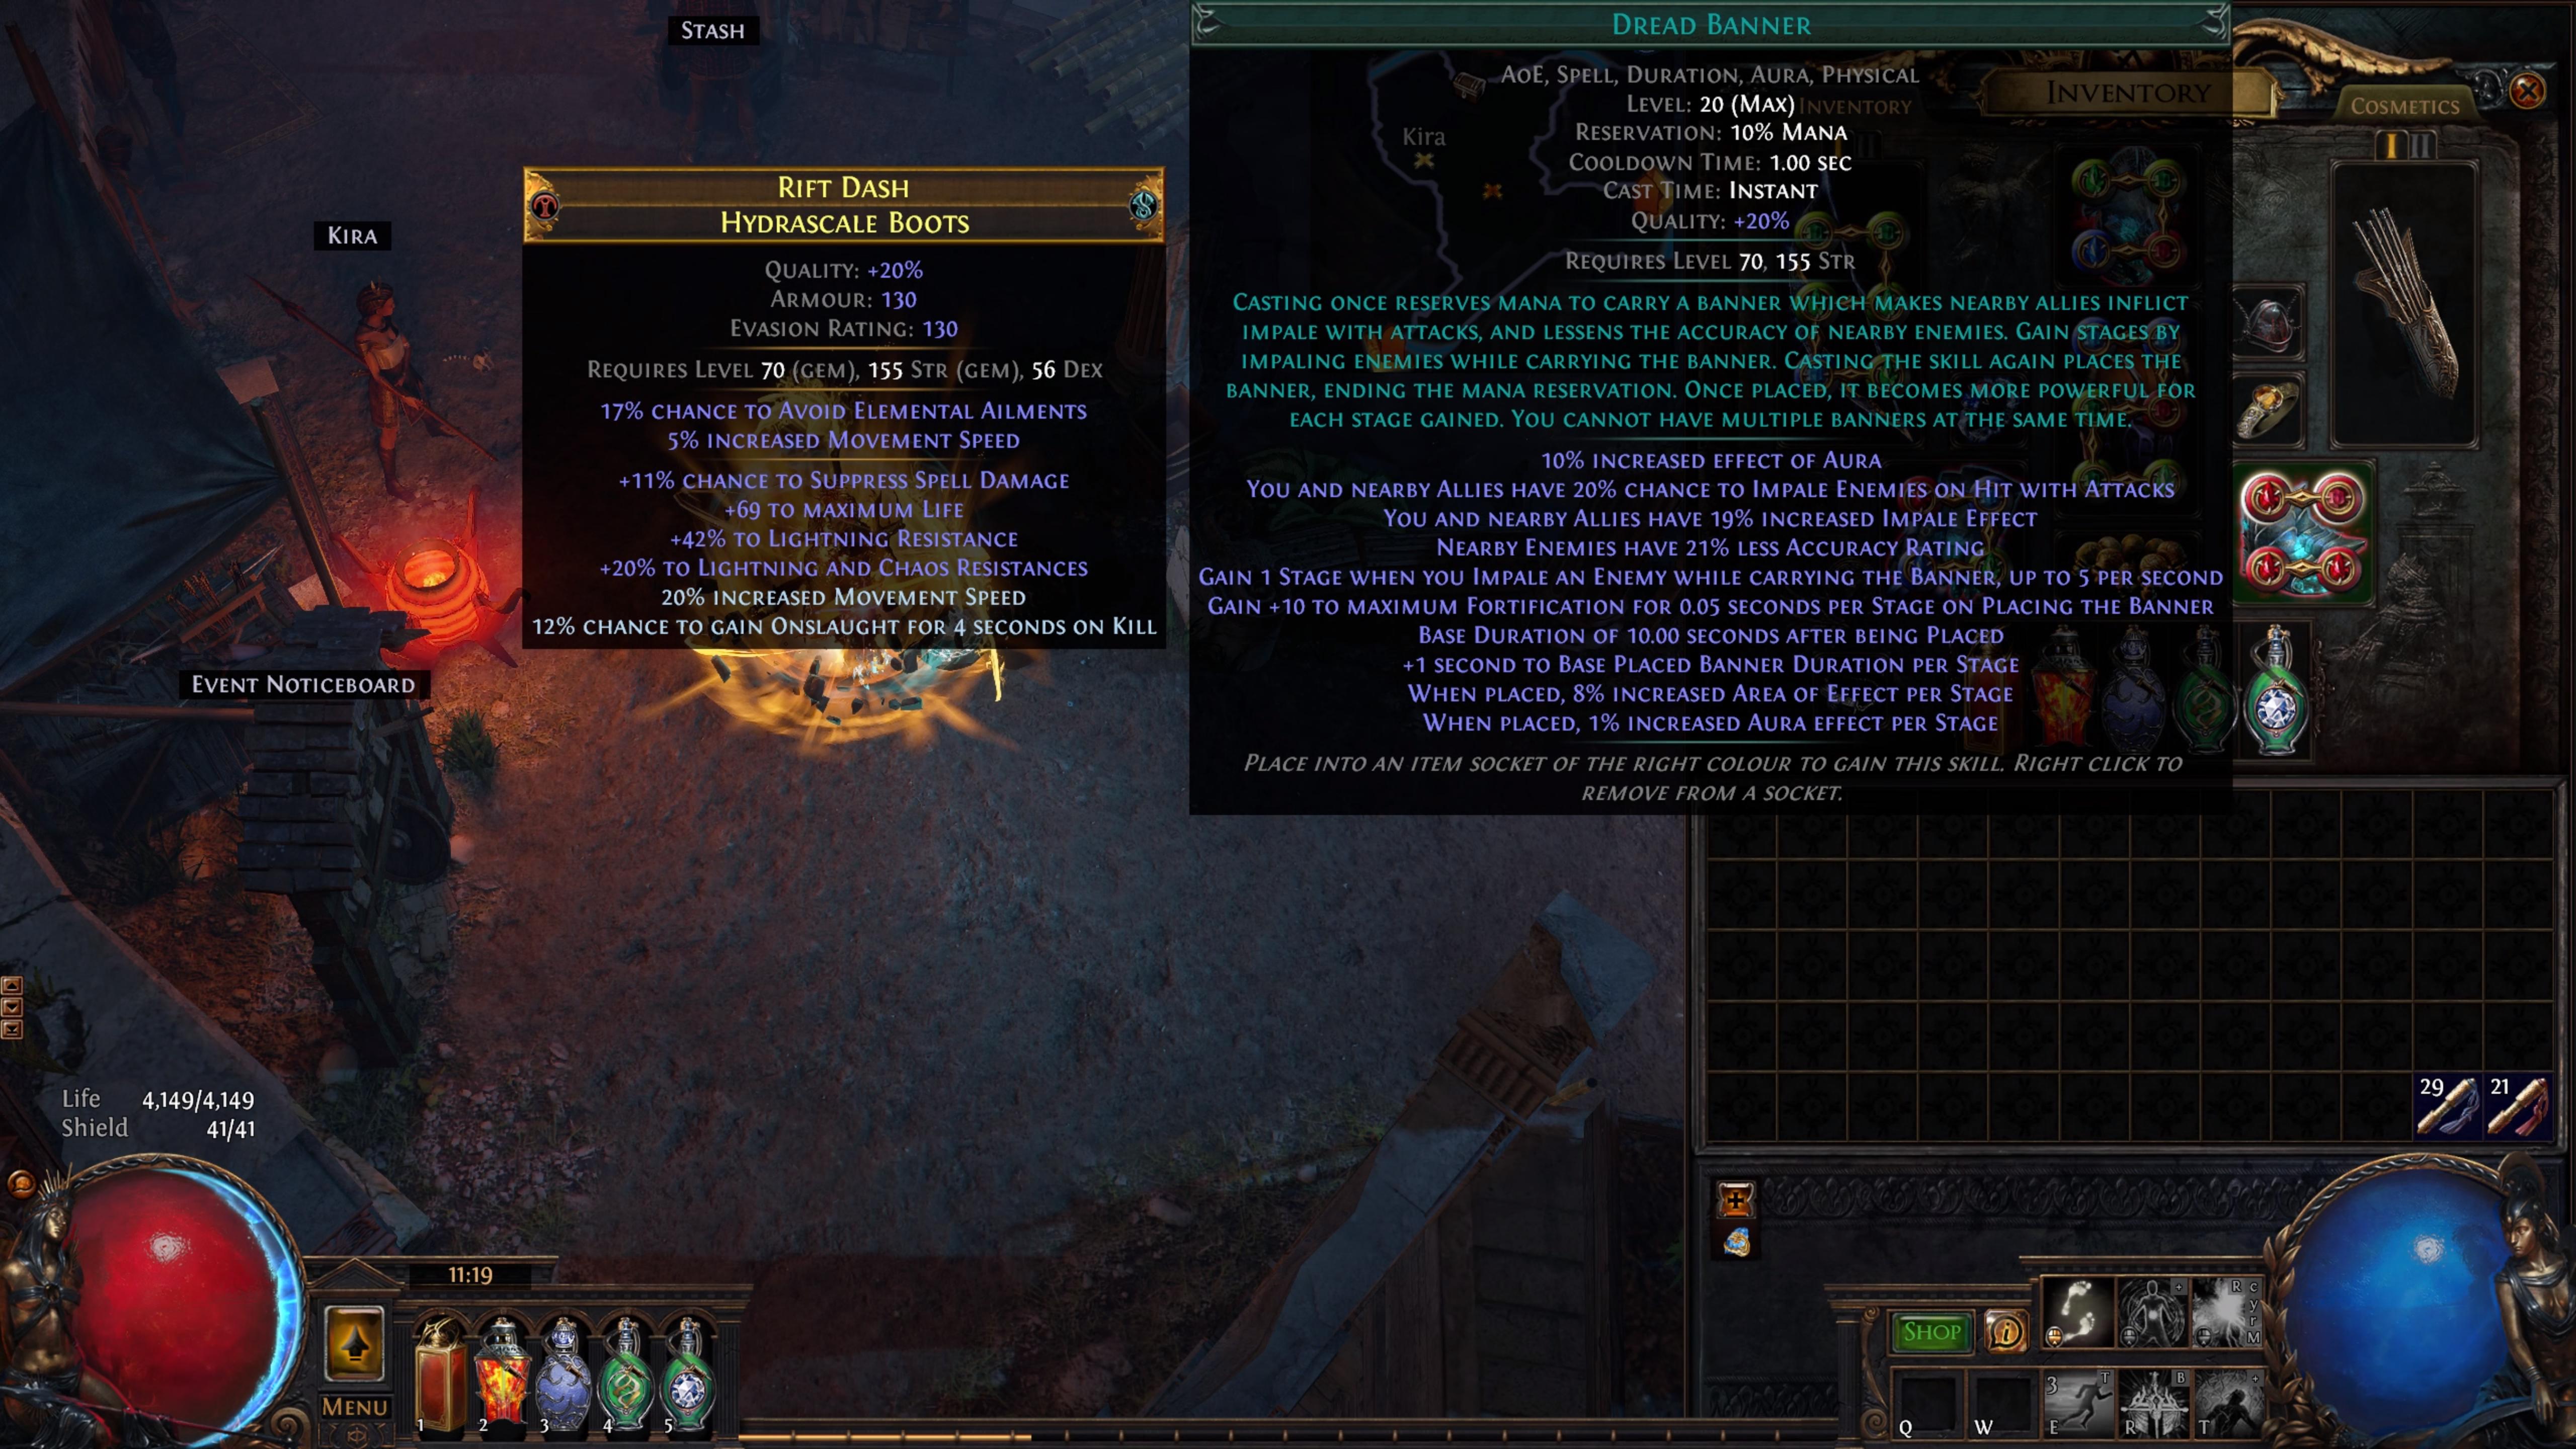 STASH
KIRA
EVENT NOTICEBOARD
RIFT DASH
HYDRASCALE BOOTS
QUALITY: +20%
ARMOUR: 130
EVASION RATING: 130
REQUIRES LEVEL 70 (GEM), 155 STR (GEM), 56 DEX
17% CHANCE TO AVOID ELEMENTAL AILMENTS
5% INCREASED MOVEMENT SPEED
+11% CHANCE TO SUPPRESS SPELL DAMAGE
+69 TO MAXIMUM LIFE
+42% TO LIGHTNING RESISTANCE
+20% TO LIGHTNING AND CHAOS RESISTANCES
20% INCREASED MOVEMENT SPEED
12% CHANCE TO GAIN ONSLAUGHT FOR 4 SECONDS ON KILL
DREAD BANNER
AOE, SPELL, DURATION, AURA, PHYSICAL
LEVEL: 20 (MAX)
RESERVATION: 10% MANA
COOLDOWN TIME: 1.00 SEC
CAST TIME: INSTANT
QUALITY: +20%
REQUIRES LEVEL 70, 155 STR
CASTING ONCE RESERVES MANA TO CARRY A BANNER WHICH MAKES NEARBY ALLIES INFLICT
IMPALE WITH ATTACKS, AND LESSENS THE ACCURACY OF NEARBY ENEMIES. GAIN STAGES BY
IMPALING ENEMIES WHILE CARRYING THE BANNER. CASTING THE SKILL AGAIN PLACES THE
BANNER, ENDING THE MANA RESERVATION. ONCE PLACED, IT BECOMES MORE POWERFUL FOR
EACH STAGE GAINED. YOU CANNOT HAVE MULTIPLE BANNERS AT THE SAME TIME.
10% INCREASED EFFECT OF AURA
YOU AND NEARBY ALLIES HAVE 20% CHANCE TO IMPALE ENEMIES ON HIT WITH ATTACKS
YOU AND NEARBY ALLIES HAVE 19% INCREASED IMPALE EFFECT
NEARBY ENEMIES HAVE 21% LESS ACCURACY RATING
GAIN 1 STAGE WHEN YOU IMPALE AN ENEMY WHILE CARRYING THE BANNER, UP TO 5 PER SECOND
GAIN +10 TO MAXIMUM FORTIFICATION FOR 0.05 SECONDS PER STAGE ON PLACING THE BANNER
BASE DURATION OF 10.00 SECONDS AFTER BEING PLACED
+1 SECOND TO BASE PLACED BANNER DURATION PER STAGE
WHEN PLACED, 8% INCREASED AREA OF EFFECT PER STAGE
WHEN PLACED, 1% INCREASED AURA EFFECT PER STAGE
PLACE INTO AN ITEM SOCKET OF THE RIGHT COLOUR TO GAIN THIS SKILL. RIGHT CLICK TO
REMOVE FROM A SOCKET.
Kira
INVENTORY
INVENTORY
COSMETICS
I II
29 21
Life 4,149/4,149
Shield 41/41
11:19
MENU
1 2 3 4 5
SHOP
R C
y
r
M
Q W 3 E T R B T